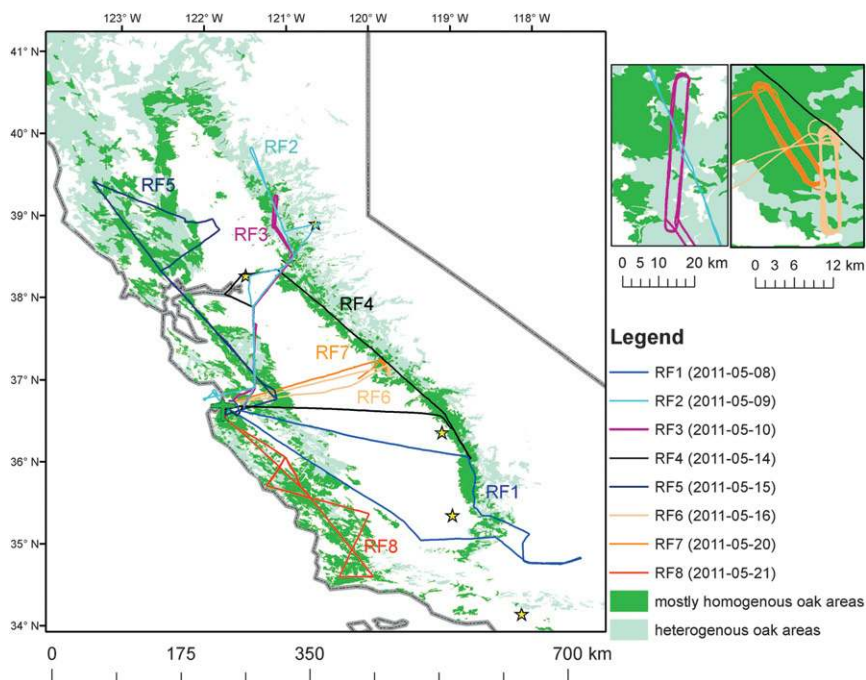 123° W 122° W 121° W 120° W 119° W 118° W
41° N
40° N
39° N
38° N
37° N
36° N
35° N
34° N
RF2
RF5
RF3
RF4
RF7
RF6
RF1
RF8
0 175 350 700 km
0 5 10 20 km
0 3 6 12 km
Legend
RF1 (2011-05-08)
RF2 (2011-05-09)
RF3 (2011-05-10)
RF4 (2011-05-14)
RF5 (2011-05-15)
RF6 (2011-05-16)
RF7 (2011-05-20)
RF8 (2011-05-21)
mostly homogenous oak areas
heterogenous oak areas